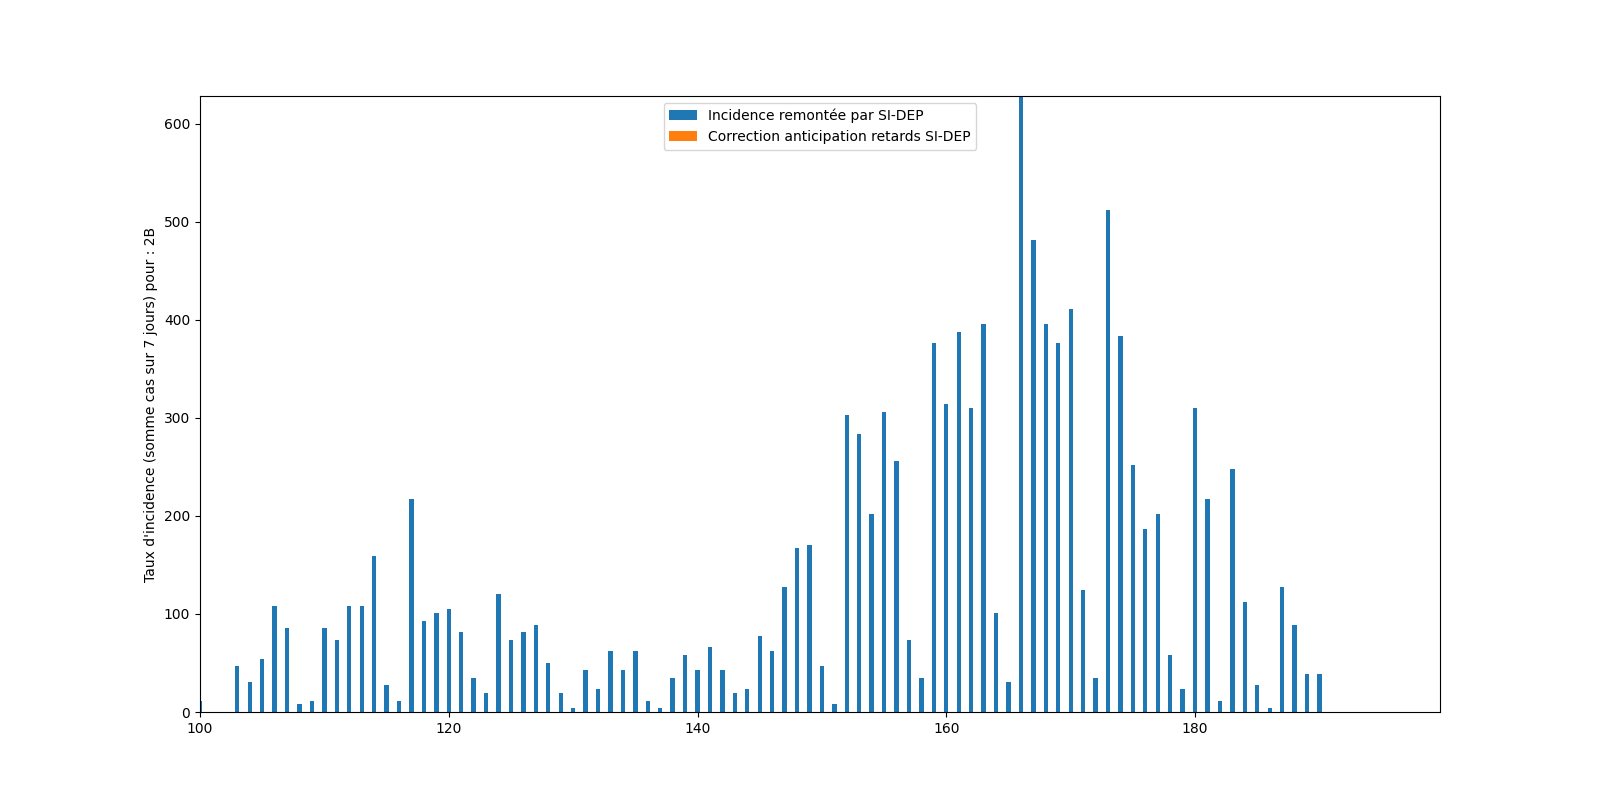 Incidence remontée par SI-DEP
Correction anticipation retards SI-DEP
Taux d'incidence (somme cas sur 7 jours) pour : 2B
600
500
400
300
200
100
0
100 120 140 160 180